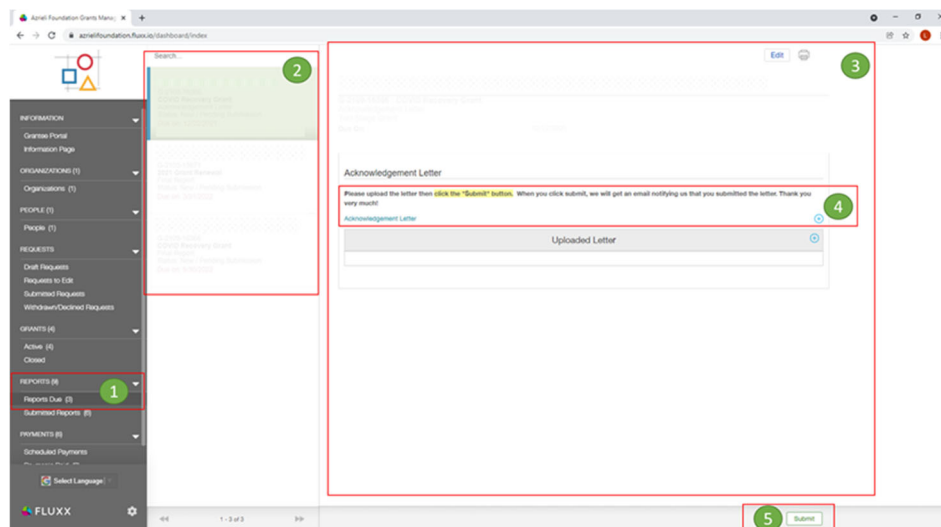 Azrieli Foundation Grants Mana
azrielifoundation.fluxx.io/dashboard/index
INFORMATION
Grantee Portal
Information Page
ORGANIZATIONS (1)
Organizations (1)
PEOPLE (1)
People (1)
REQUESTS
Draft Requests
Requests to Edit
Submitted Requests
Withdrawn/Declined Requests
GRANTS (4)
Active (4)
Closed
REPORTS (9)
1
Reports Due (3)
Submitted Reports (6)
PAYMENTS (6)
Scheduled Payments
Select Language
FLUXX
Search...
2
1 - 3 of 3
Edit
3
Acknowledgement Letter
Please upload the letter then click the "Submit" button. When you click submit, we will get an email notifying us that you submitted the letter. Thank you
very much!
4
Acknowledgement Letter
Uploaded Letter
5
Submit